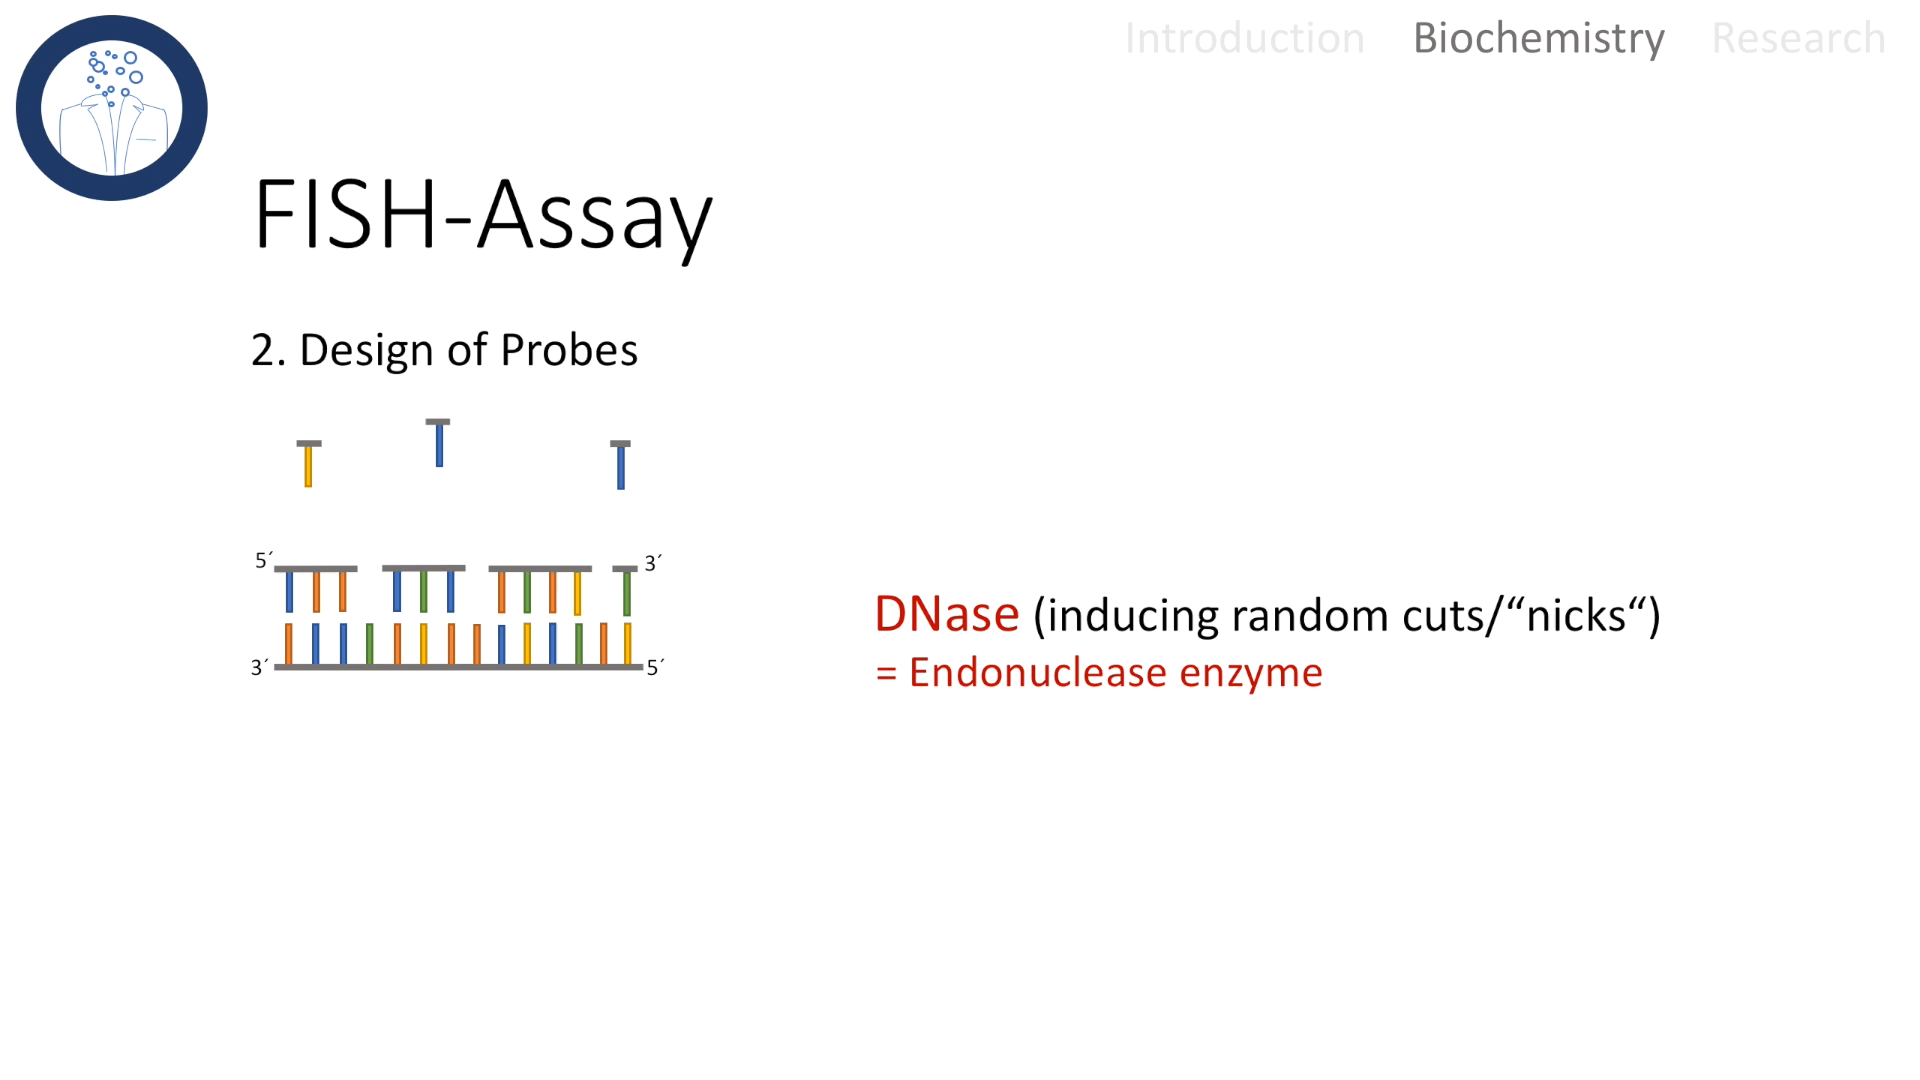 Introduction Biochemistry Research
FISH-Assay
2. Design of Probes
5´ 3´
3´ 5´
DNase (inducing random cuts/“nicks“)
= Endonuclease enzyme